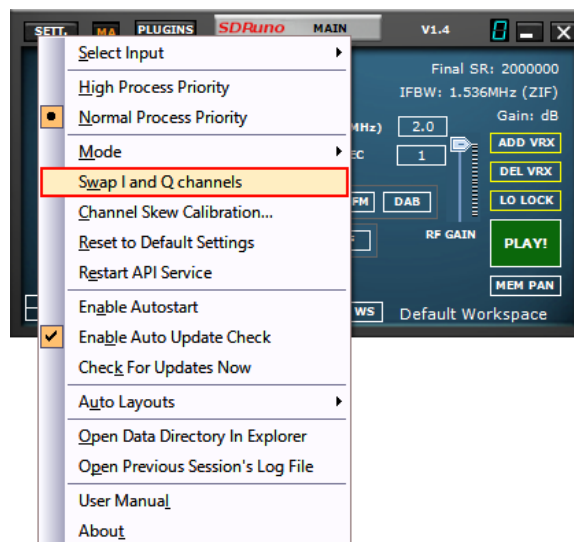 SETT. MA PLUGINS SDRuno MAIN V1.4
Select Input
High Process Priority
Normal Process Priority
Mode
Swap I and Q channels
Channel Skew Calibration...
Reset to Default Settings
Restart API Service
Enable Autostart
Enable Auto Update Check
Check For Updates Now
Auto Layouts
Open Data Directory In Explorer
Open Previous Session's Log File
User Manual
About
Final SR: 2000000
IFBW: 1.536MHz (ZIF)
Gain: dB
MHz) 2.0
EC 1
ADD VRX
DEL VRX
FM DAB LO LOCK
RF GAIN PLAY!
MEM PAN
WS Default Workspace